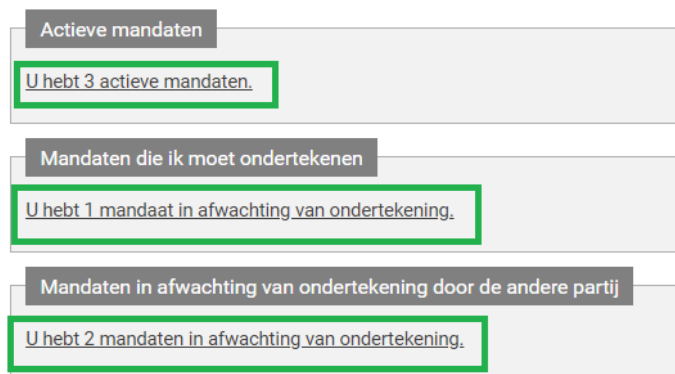 Actieve mandaten
U hebt 3 actieve mandaten.
Mandaten die ik moet ondertekenen
U hebt 1 mandaat in afwachting van ondertekening.
Mandaten in afwachting van ondertekening door de andere partij
U hebt 2 mandaten in afwachting van ondertekening.